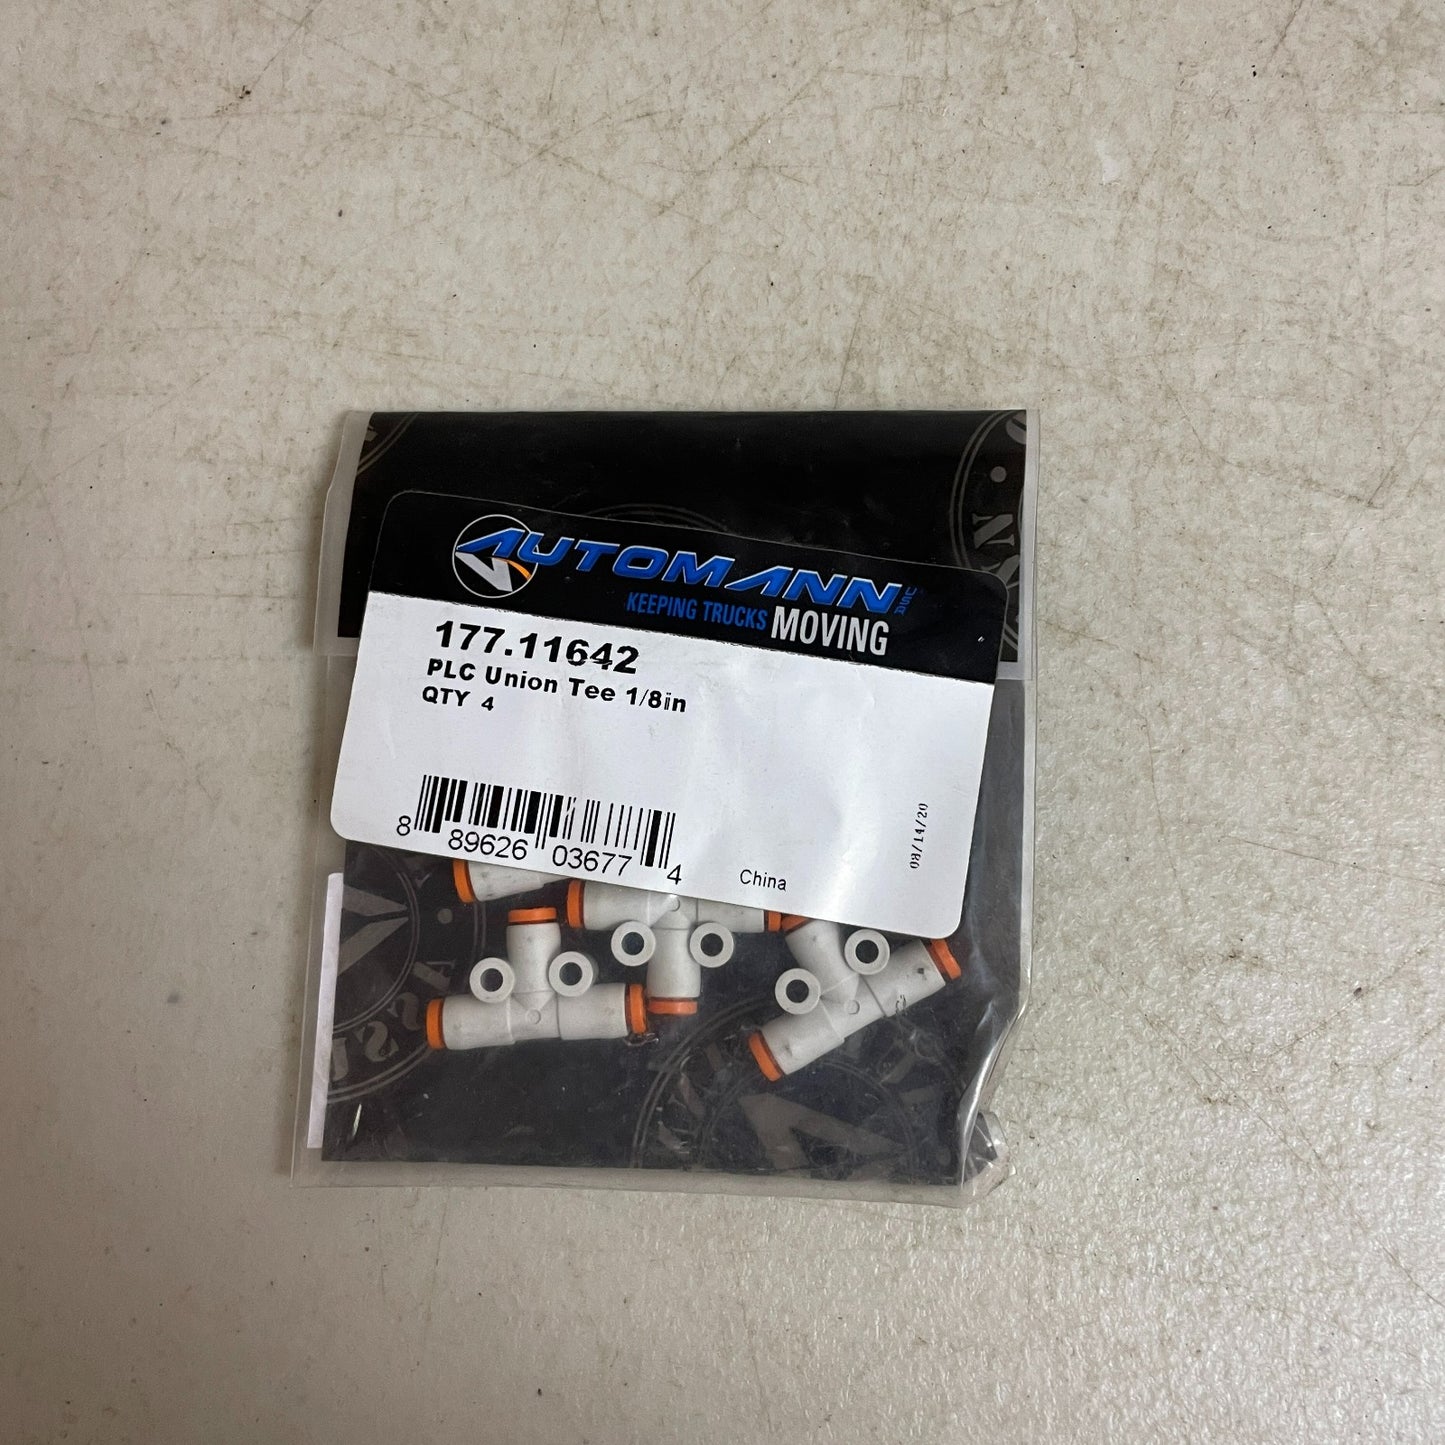 AUTOMANN USA
KEEPING TRUCKS MOVING
177.11642
PLC Union Tee 1/8in
QTY 4
8 89626 03677 4
China
08/14/20